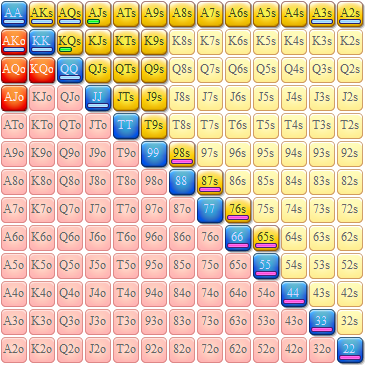 AA AKs AQs AJs ATs A9s A8s A7s A6s A5s A4s A3s A2s
AKo KK KQs KJs KTs K9s K8s K7s K6s K5s K4s K3s K2s
AQo KQo QQ QJs QTs Q9s Q8s Q7s Q6s Q5s Q4s Q3s Q2s
AJo KJo QJo JJ JTs J9s J8s J7s J6s J5s J4s J3s J2s
ATo KTo QTo JTo TT T9s T8s T7s T6s T5s T4s T3s T2s
A9o K9o Q9o J9o T9o 99 98s 97s 96s 95s 94s 93s 92s
A8o K8o Q8o J8o T8o 98o 88 87s 86s 85s 84s 83s 82s
A7o K7o Q7o J7o T7o 97o 87o 77 76s 75s 74s 73s 72s
A6o K6o Q6o J6o T6o 96o 86o 76o 66 65s 64s 63s 62s
A5o K5o Q5o J5o T5o 95o 85o 75o 65o 55 54s 53s 52s
A4o K4o Q4o J4o T4o 94o 84o 74o 64o 54o 44 43s 42s
A3o K3o Q3o J3o T3o 93o 83o 73o 63o 53o 43o 33 32s
A2o K2o Q2o J2o T2o 92o 82o 72o 62o 52o 42o 32o 22